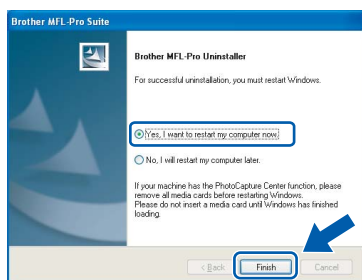 Brother MFL-Pro Suite
Brother MFL-Pro Uninstaller
For successful uninstallation, you must restart Windows.
Yes, I want to restart my computer now.
No, I will restart my computer later.
If your machine has the PhotoCapture Center function, please
remove all media cards before restarting Windows.
Please do not insert a media card until Windows has finished
loading.
< Back
Finish
Cancel